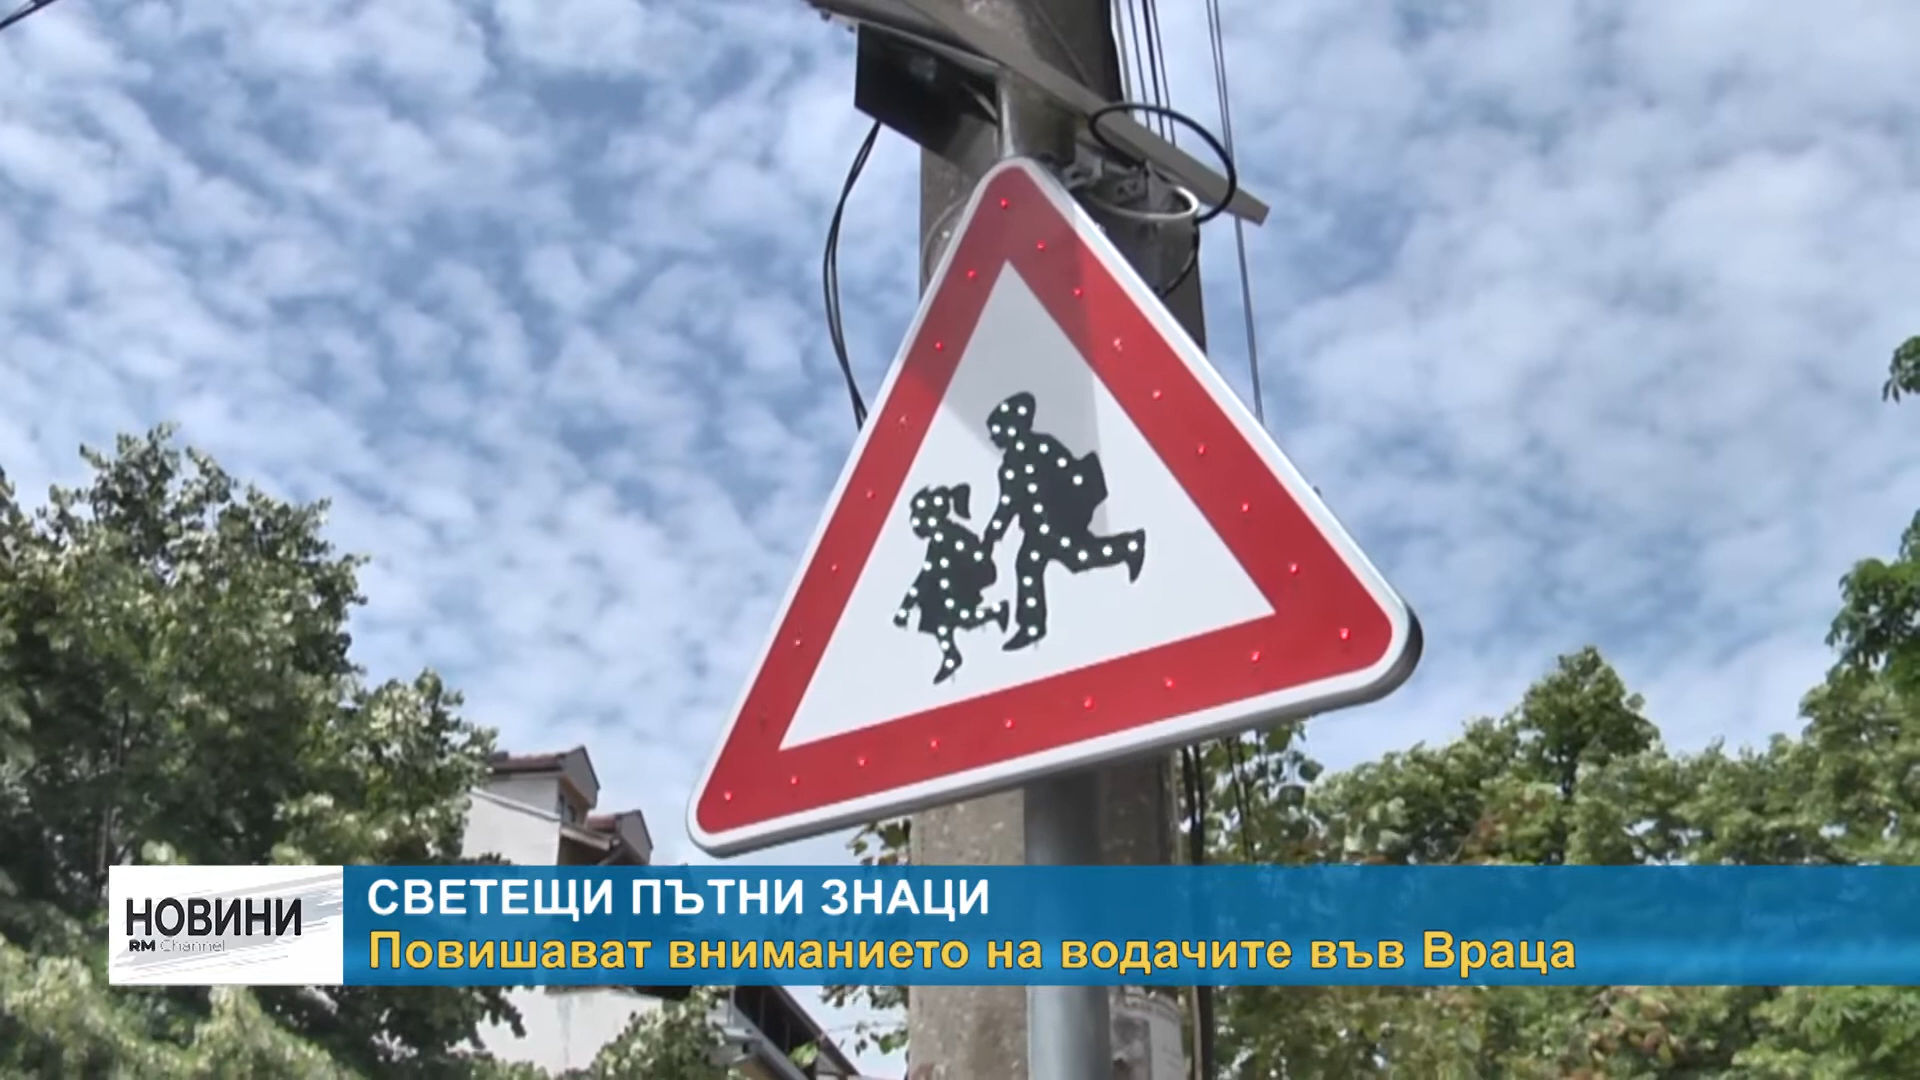 СВЕТЕЩИ ПЪТНИ ЗНАЦИ
Повишават вниманието на водачите във Враца
НОВИНИ
RM Channel